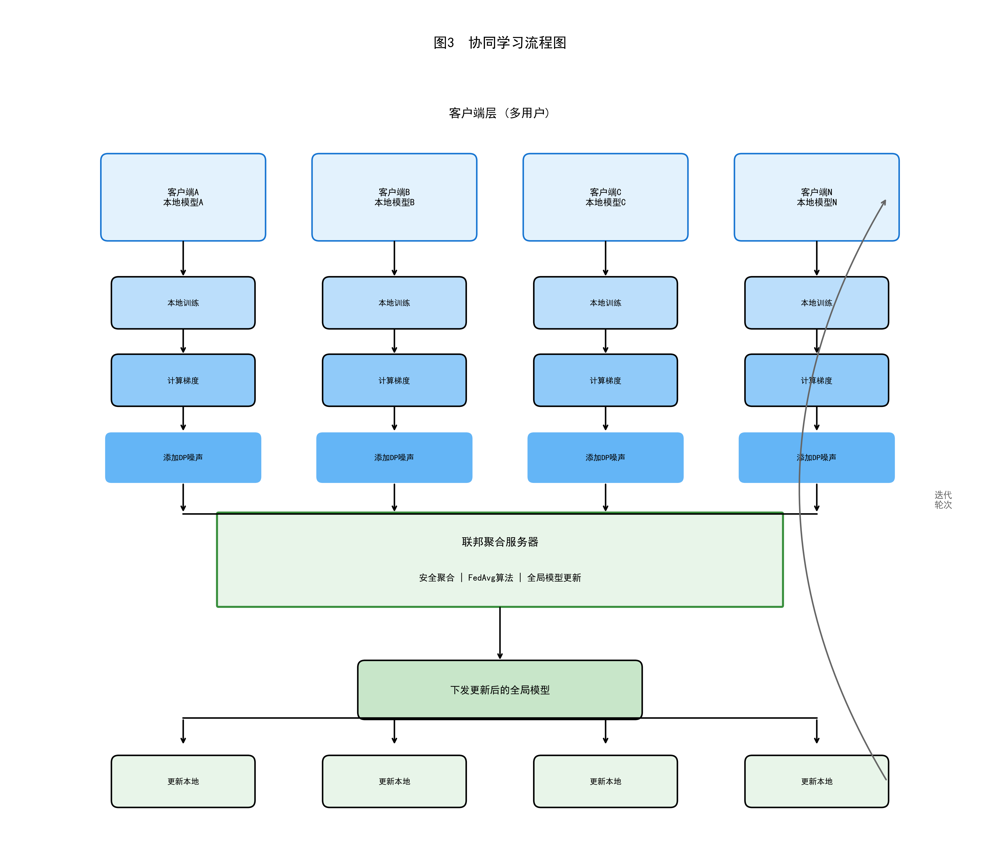 图3 协同学习流程图
客户端层（多用户）
客户端A
本地模型A
客户端B
本地模型B
客户端C
本地模型C
客户端N
本地模型N
本地训练
本地训练
本地训练
本地训练
计算梯度
计算梯度
计算梯度
计算梯度
添加DP噪声
添加DP噪声
添加DP噪声
添加DP噪声
迭代
轮次
联邦聚合服务器
安全聚合 | FedAvg算法 | 全局模型更新
下发更新后的全局模型
更新本地
更新本地
更新本地
更新本地